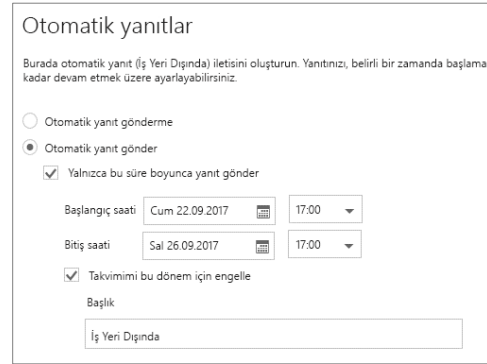 Otomatik yanıtlar
Burada otomatik yanıt (İş Yeri Dışında) iletisini oluşturun. Yanıtınızı, belirli bir zamanda başlama
kadar devam etmek üzere ayarlayabilirsiniz.
Otomatik yanıt gönderme
Otomatik yanıt gönder
Yalnızca bu süre boyunca yanıt gönder
Başlangıç saati Cum 22.09.2017 17:00
Bitiş saati Sal 26.09.2017 17:00
Takvimimi bu dönem için engelle
Başlık
İş Yeri Dışında